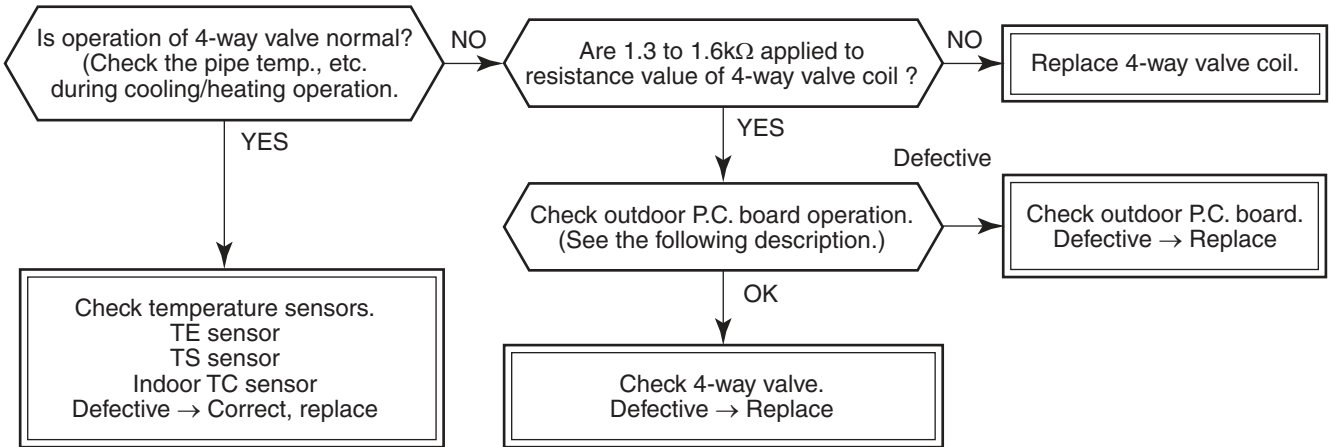 Is operation of 4-way valve normal?
(Check the pipe temp., etc.
during cooling/heating operation.
NO
Are 1.3 to 1.6kΩ applied to
resistance value of 4-way valve coil ?
NO
Replace 4-way valve coil.
YES
YES
Defective
Check outdoor P.C. board operation.
(See the following description.)
Check outdoor P.C. board.
Defective → Replace
OK
Check temperature sensors.
TE sensor
TS sensor
Indoor TC sensor
Defective → Correct, replace
Check 4-way valve.
Defective → Replace